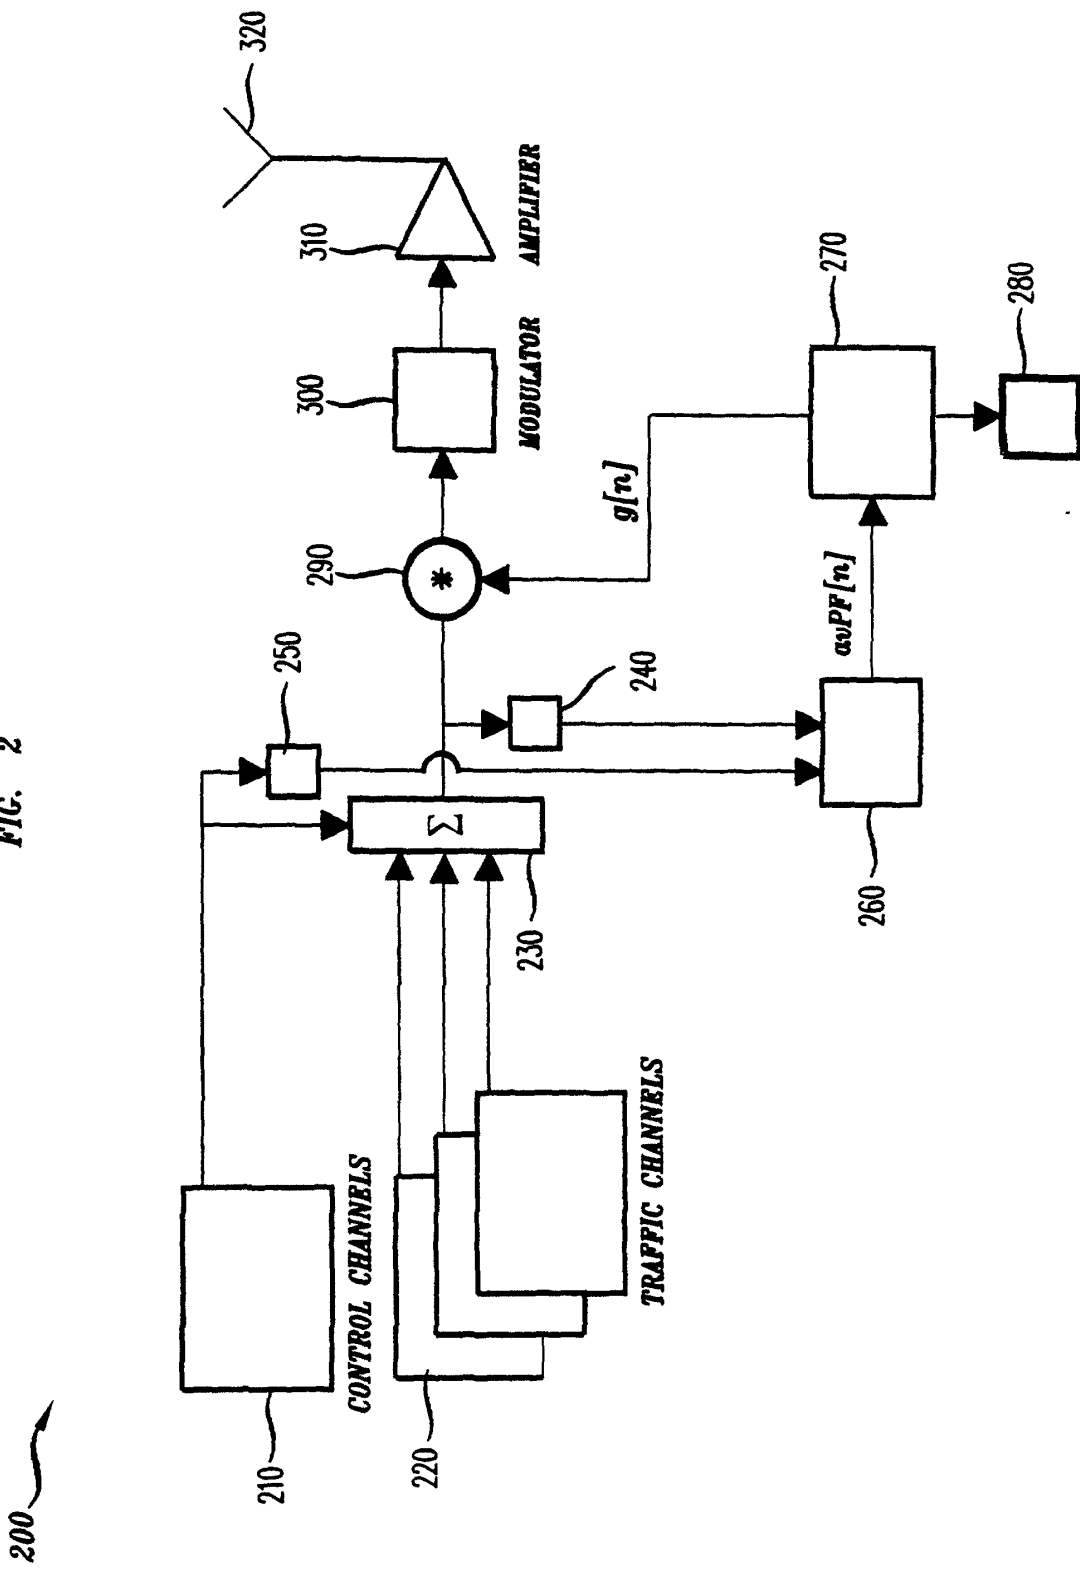 FIG. 2
200
210
CONTROL CHANNELS
220
TRAFFIC CHANNELS
230
Σ
250
240
260
avPF[n]
270
280
g[n]
290
*
300
MODULATOR
310
AMPLIFIER
320